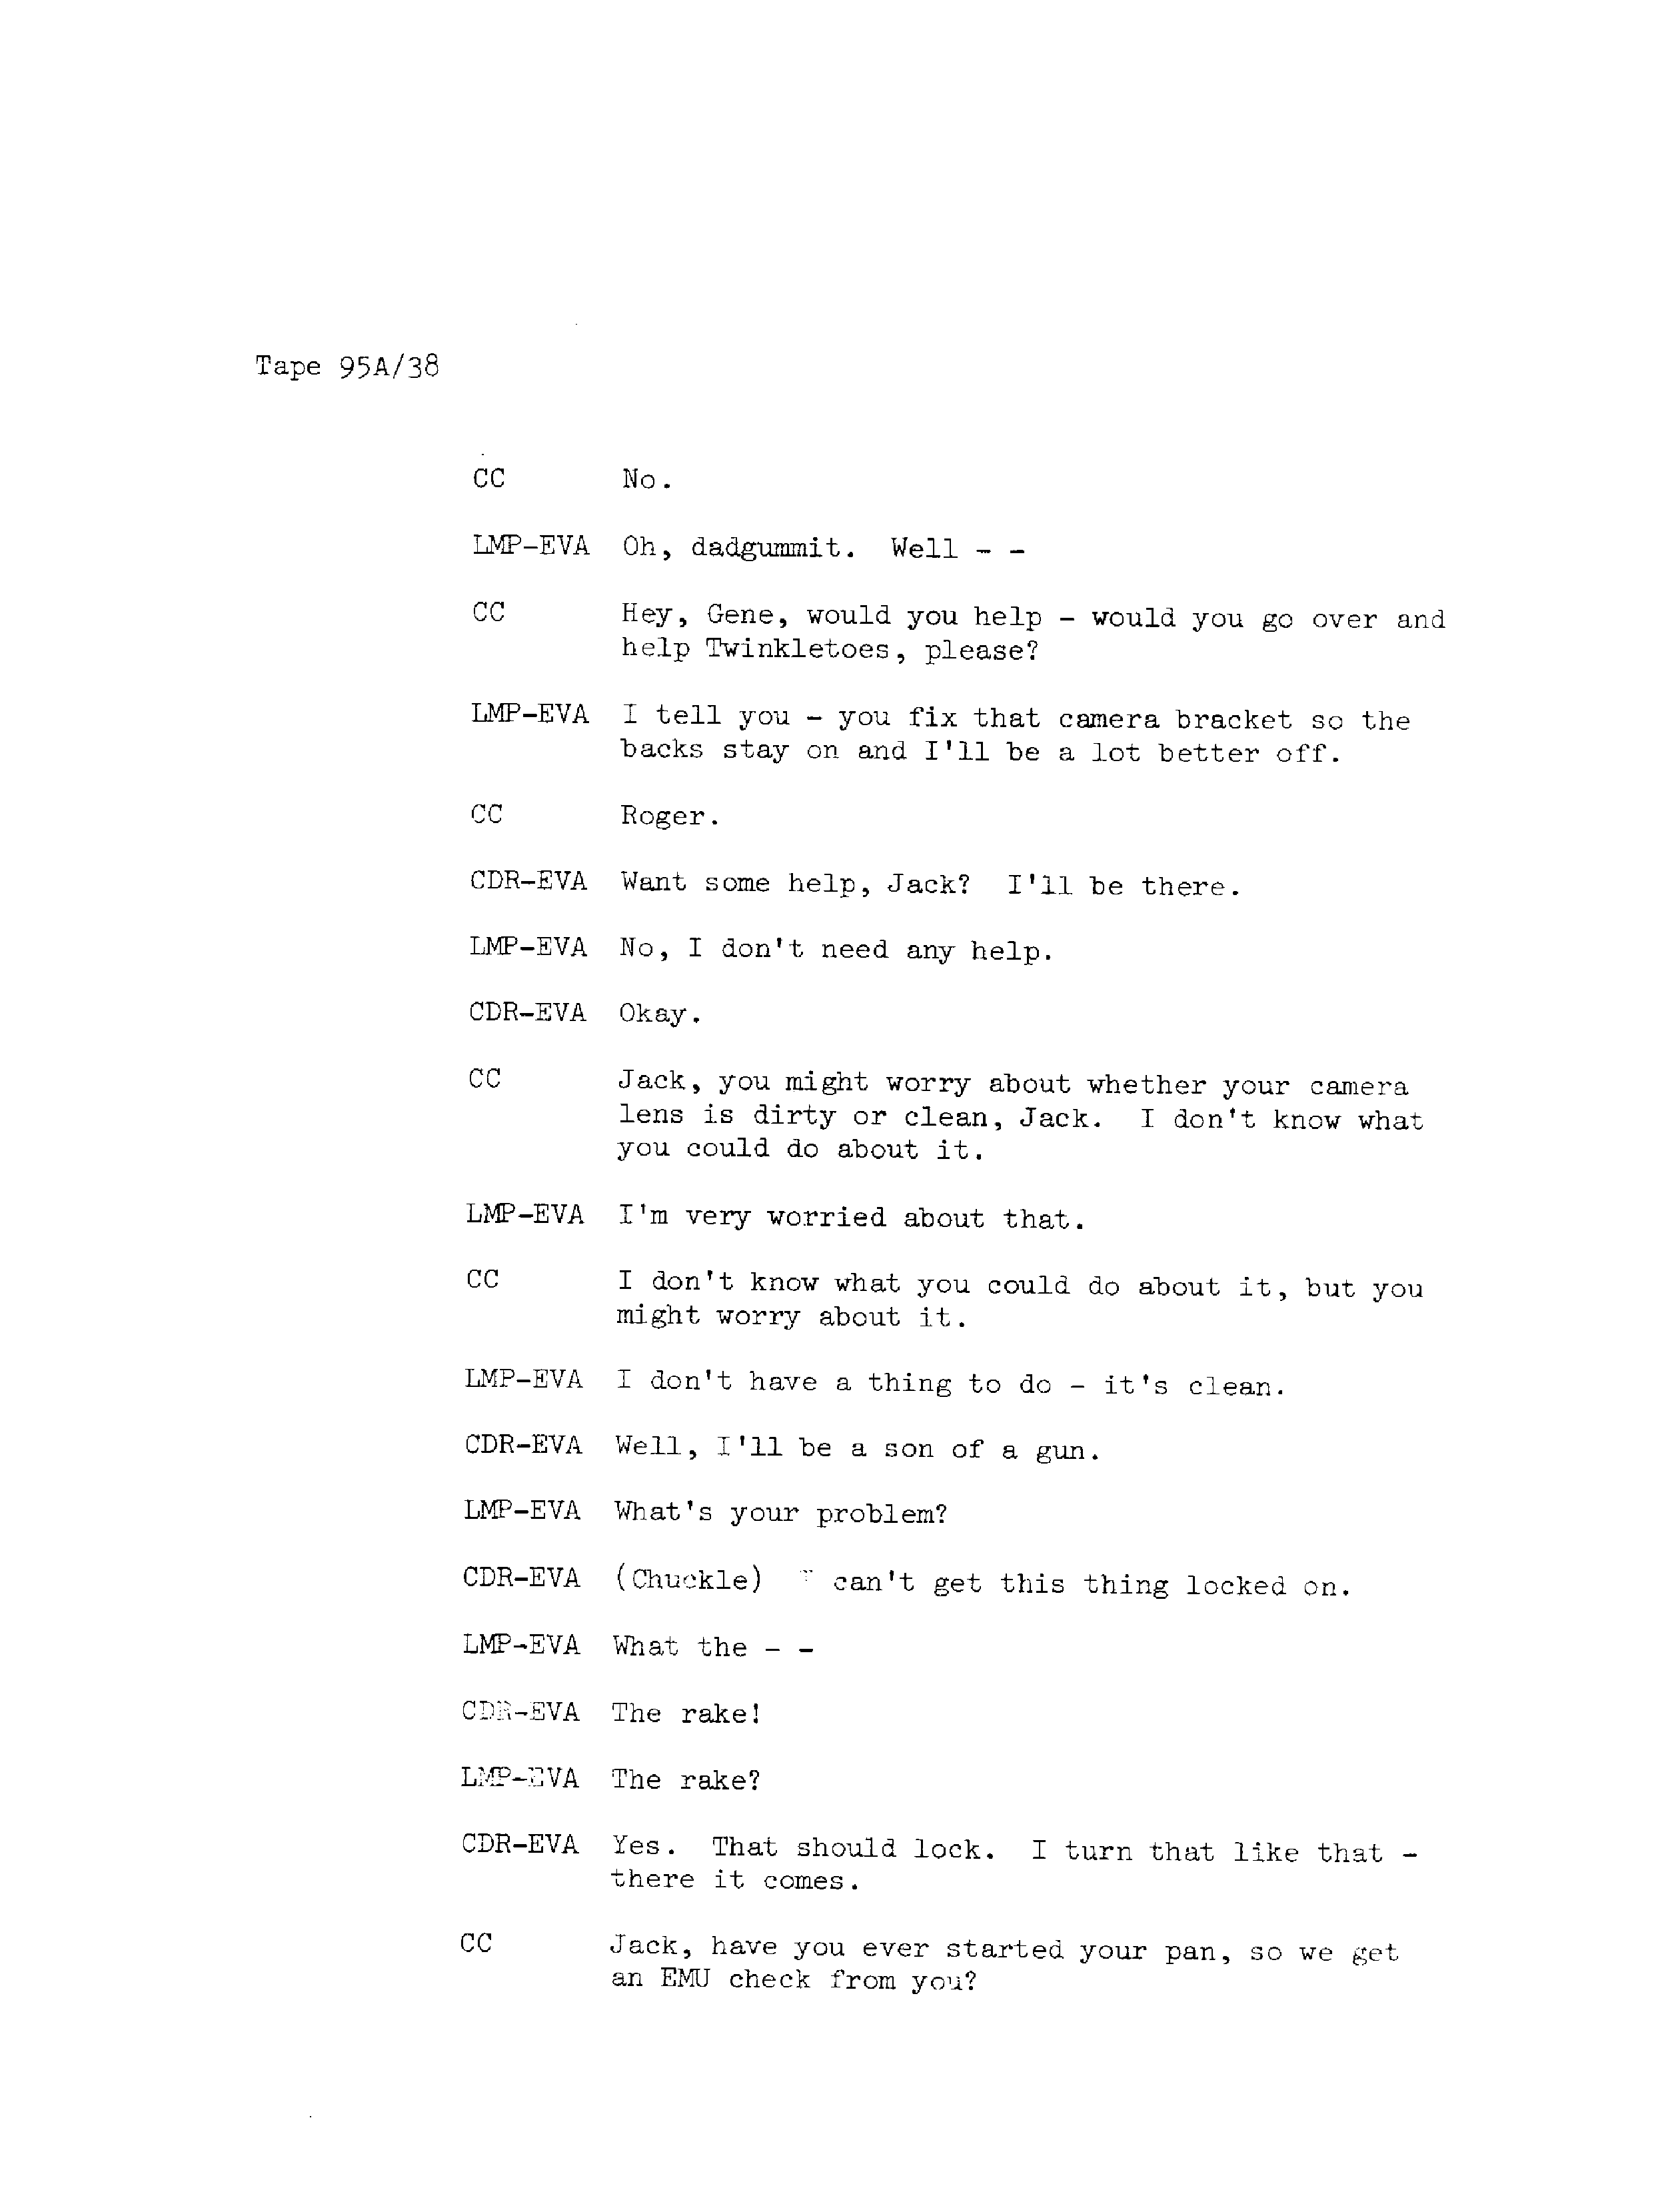 Tape 95A/38
CC No.
LMP-EVA Oh, dadgummit. Well - -
CC Hey, Gene, would you help - would you go over and
help Twinkletoes, please?
LMP-EVA I tell you - you fix that camera bracket so the
backs stay on and I'll be a lot better off.
CC Roger.
CDR-EVA Want some help, Jack? I'll be there.
LMP-EVA No, I don't need any help.
CDR-EVA Okay.
CC Jack, you might worry about whether your camera
lens is dirty or clean, Jack. I don't know what
you could do about it.
LMP-EVA I'm very worried about that.
CC I don't know what you could do about it, but you
might worry about it.
LMP-EVA I don't have a thing to do - it's clean.
CDR-EVA Well, I'll be a son of a gun.
LMP-EVA What's your problem?
CDR-EVA (Chuckle) I can't get this thing locked on.
LMP-EVA What the - -
CDR-EVA The rake!
LMP-EVA The rake?
CDR-EVA Yes. That should lock. I turn that like that -
there it comes.
CC Jack, have you ever started your pan, so we get
an EMU check from you?